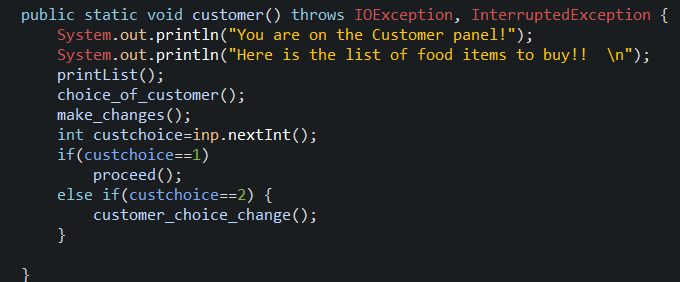 public static void customer() throws IOException, InterruptedException {
System.out.println("You are on the Customer panel!");
System.out.println("Here is the list of food items to buy!!  \n");
printList();
choice_of_customer();
make_changes();
int custchoice=inp.nextInt();
if(custchoice==1)
proceed();
else if(custchoice==2) {
customer_choice_change();
}
}